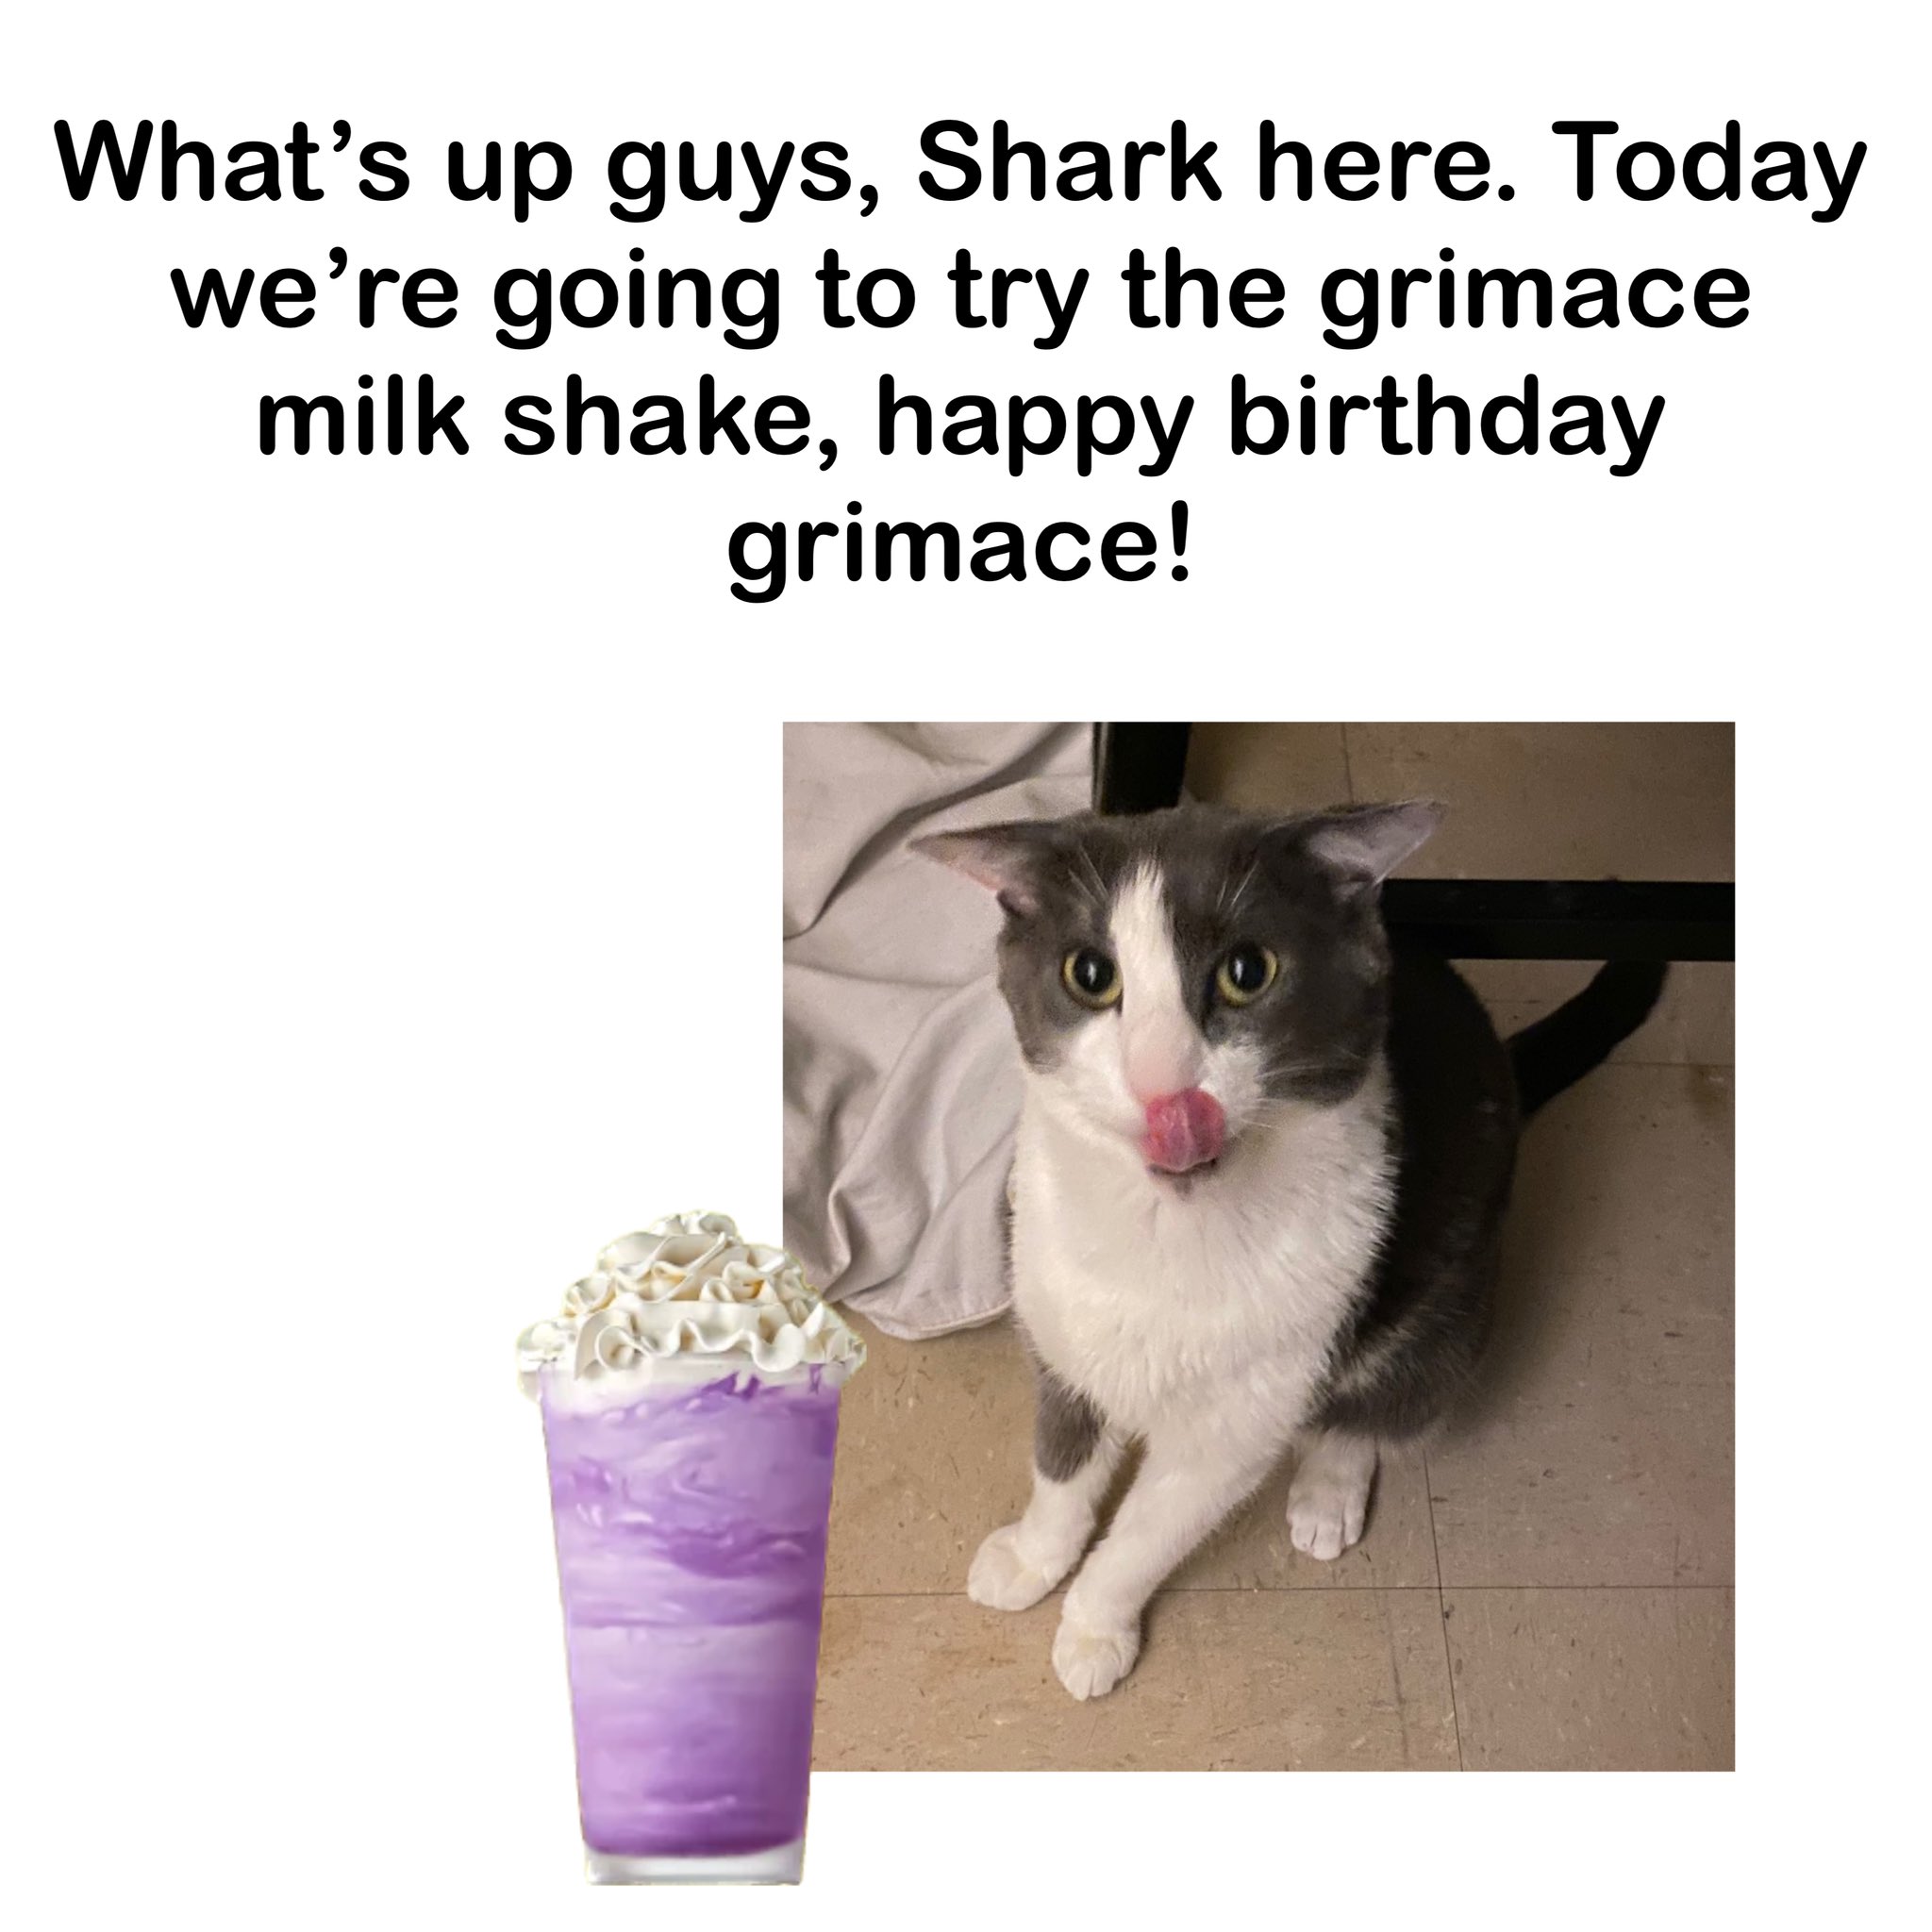 What’s up guys, Shark here. Today
we’re going to try the grimace
milk shake, happy birthday
grimace!